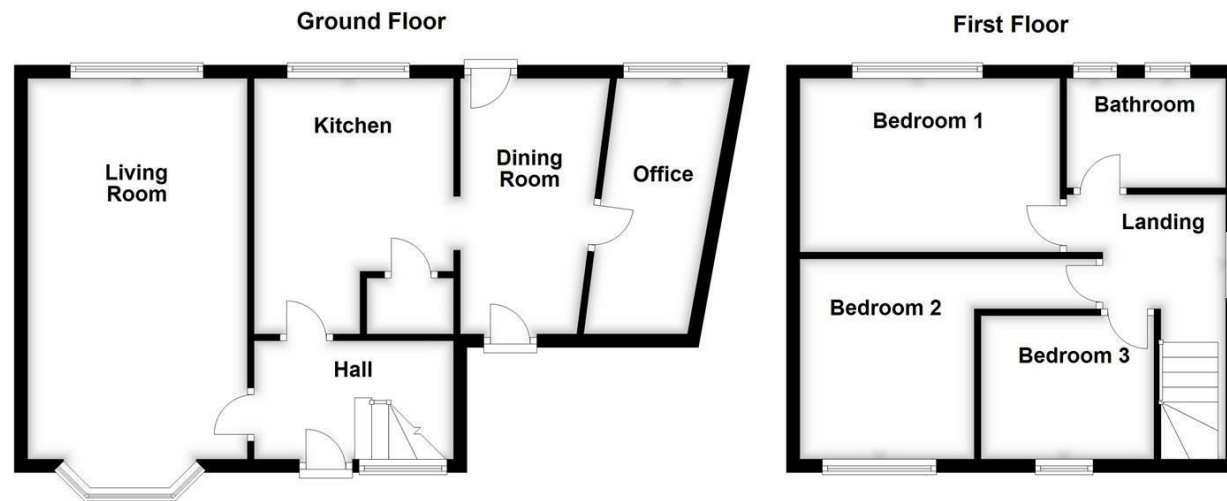 Ground Floor
Living
Room
Kitchen
Dining
Room
Office
Hall
First Floor
Bedroom 1
Bathroom
Landing
Bedroom 2
Bedroom 3